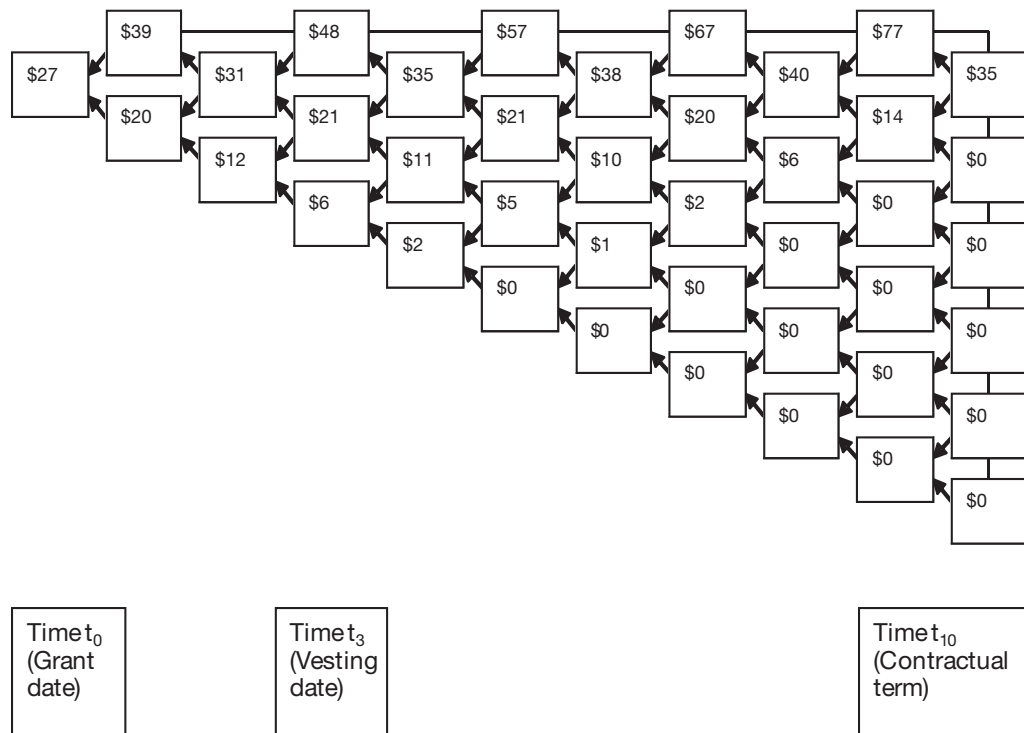 $39 $48 $57 $67 $77
$27 $31 $35 $38 $40 $35
$20 $21 $21 $20 $14
$12 $11 $10 $6 $0
$6 $5 $2 $0
$2 $1 $0 $0
$0 $0 $0
$0 $0 $0
$0 $0
$0 $0
$0
$0
Time t₀
(Grant
date)
Time t₃
(Vesting
date)
Time t₁₀
(Contractual
term)